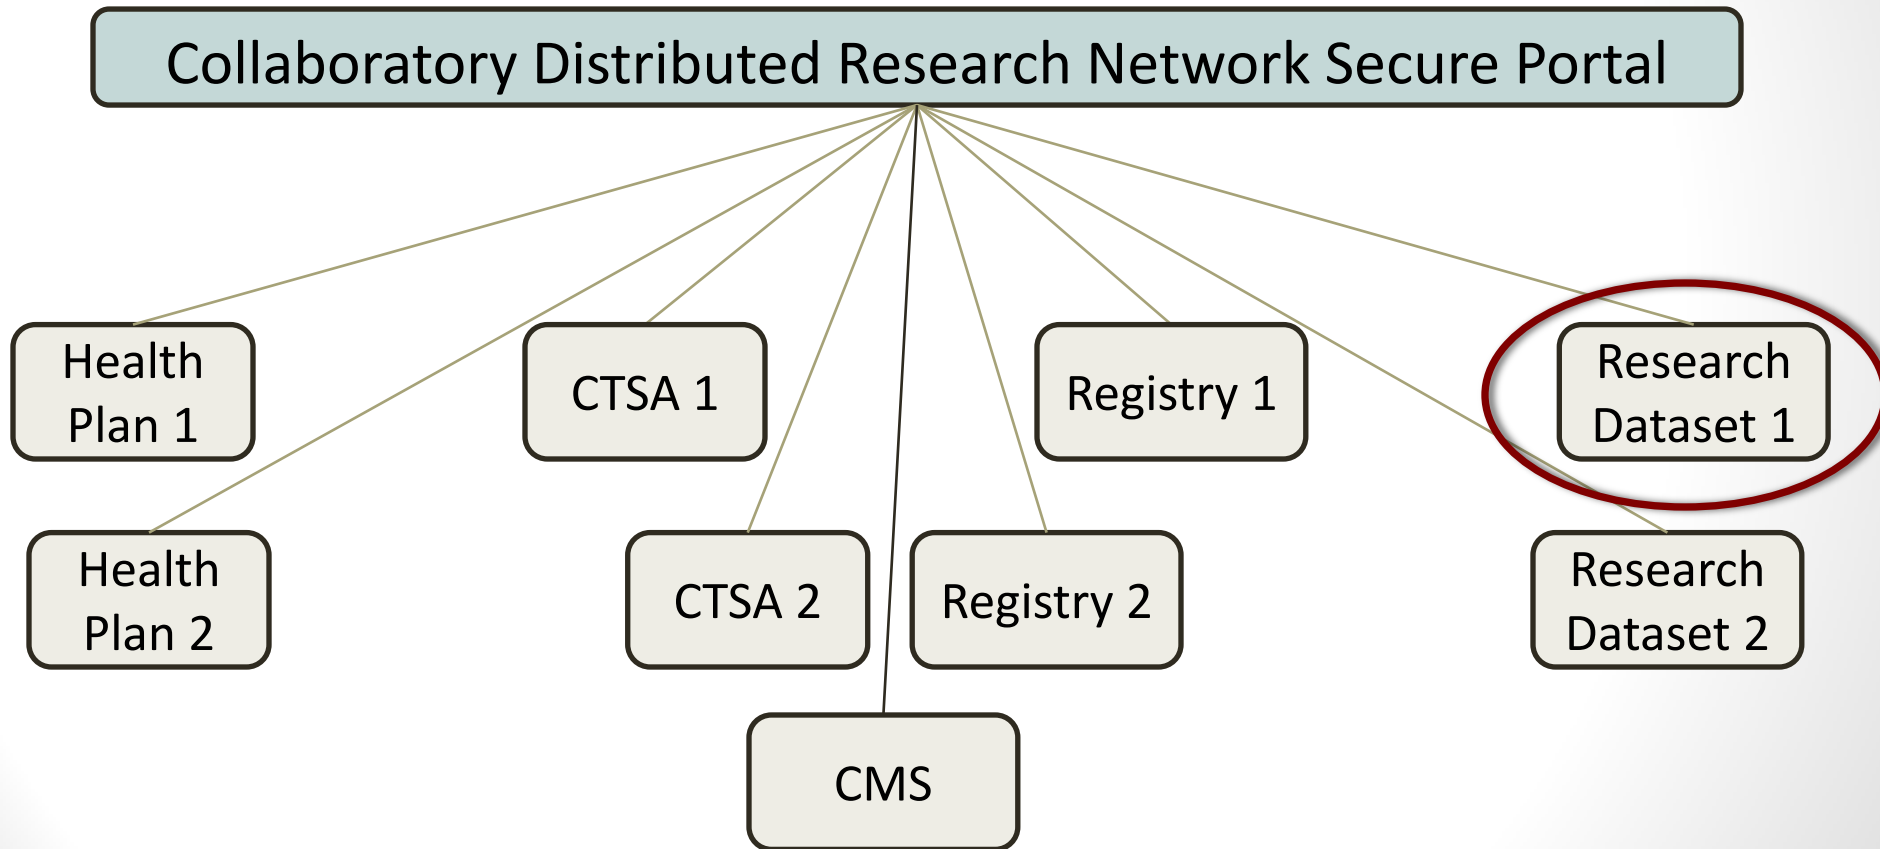 Collaboratory Distributed Research Network Secure Portal
Health
Plan 1
CTSA 1
Registry 1
Research
Dataset 1
Health
Plan 2
CTSA 2
Registry 2
Research
Dataset 2
CMS